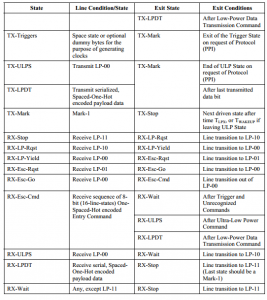 State Line Condition/State Exit State Exit Conditions
TX-LPDT After Low-Power Data
Transmission Command
TX-Triggers Space state or optional TX-Mark Exit of the Trigger State
dummy bytes for the on request of Protocol
purpose of generating (PPI)
clocks
TX-ULPS Transmit LP-00 TX-Mark End of ULP State on
request of Protocol
(PPI)
TX-LPDT Transmit serialized, After last transmitted
Spaced-One-Hot data bit
encoded payload data
TX-Mark Mark-1 TX-Stop Next driven state after
time TLPX, or TWAKEUP if
leaving ULP State
RX-Stop Receive LP-11 RX-LP-Rqst Line transition to LP-10
RX-LP-Rqst Receive LP-10 RX-LP-Yield Line transition to LP-00
RX-LP-Yield Receive LP-00 RX-Esc-Rqst Line transition to LP-01
RX-Esc-Rqst Receive LP-01 RX-Esc-Go Line transition to LP-00
RX-Esc-Go Receive LP-00 RX-Esc-Cmd Line transition out of
LP-00
RX-Esc-Cmd Receive sequence of 8- RX-Wait After Trigger and
bit (16-line-states) One- Unrecognized
Spaced-Hot encoded Commands
Entry Command
RX-ULPS After Ultra-Low Power
Command
RX-LPDT After Low-Power Data
Transmission Command
RX-ULPS Receive LP-00 RX-Wait Line transition to LP-10
RX-LPDT Receive serial, Spaced- RX-Stop Line transition to LP-11
One-Hot encoded (Last state should be a
payload data Mark-1)
RX-Wait Any, except LP-11 RX-Stop Line transition to LP-11